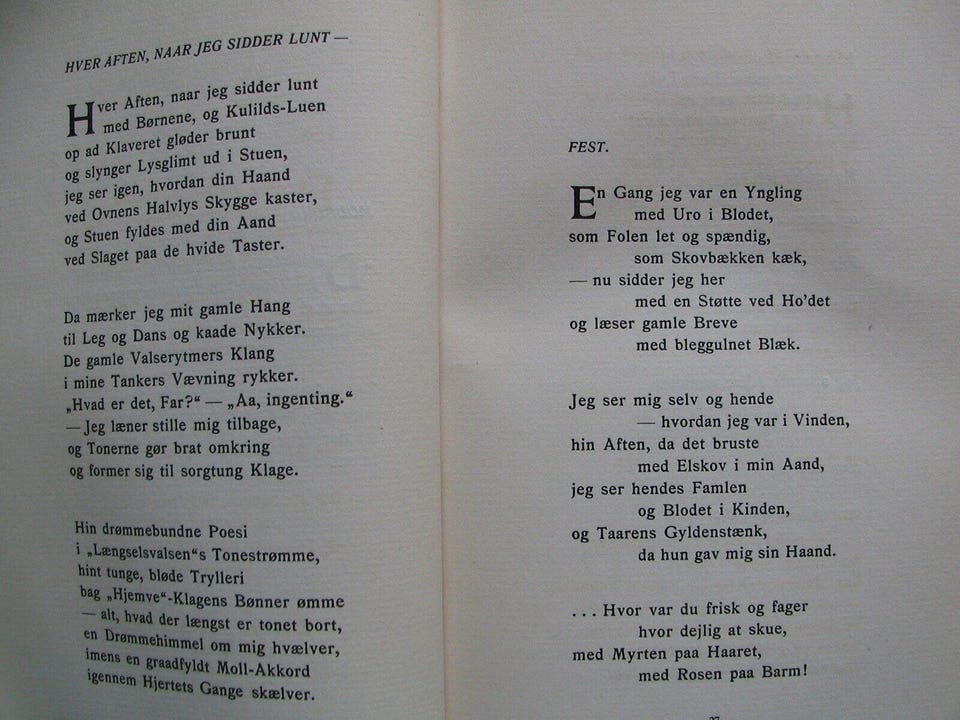 HVER AFTEN, NAAR JEG SIDDER LUNT —
Hver Aften, naar jeg sidder lunt
med Børnene, og Kulilds-Luen
op ad Klaveret gløder brunt
og slynger Lysglimt ud i Stuen,
jeg ser igen, hvordan din Haand
ved Ovnens Halvlys Skygge kaster,
og Stuen fyldes med din Aand
ved Slaget paa de hvide Taster.
Da mærker jeg mit gamle Hang
til Leg og Dans og kaade Nykker.
De gamle Valserytmers Klang
i mine Tankers Vævning rykker.
„Hvad er det, Far?“ — „Aa, ingenting.“
— Jeg læner stille mig tilbage,
og Tonerne gør brat omkring
og former sig til sorgtung Klage.
Hin drømmebundne Poesi
i „Længselsvalsen“s Tonestrømme,
hint tunge, bløde Trylleri
bag „Hjemve“-Klagens Bønner ømme
— alt, hvad der længst er tonet bort,
en Drømmehimmel om mig hvælver,
imens en graadfyldt Moll-Akkord
igennem Hjertets Gange skælver.
FEST.
En Gang jeg var en Yngling
med Uro i Blodet,
som Folen let og spændig,
som Skovbækken kæk,
— nu sidder jeg her
med en Støtte ved Ho'det
og læser gamle Breve
med bleggulnet Blæk.
Jeg ser mig selv og hende
— hvordan jeg var i Vinden,
hin Aften, da det bruste
med Elskov i min Aand,
jeg ser hendes Famlen
og Blodet i Kinden,
og Taarens Gyldenstænk,
da hun gav mig sin Haand.
... Hvor var du frisk og fager
hvor dejlig at skue,
med Myrten paa Haaret,
med Rosen paa Barm!